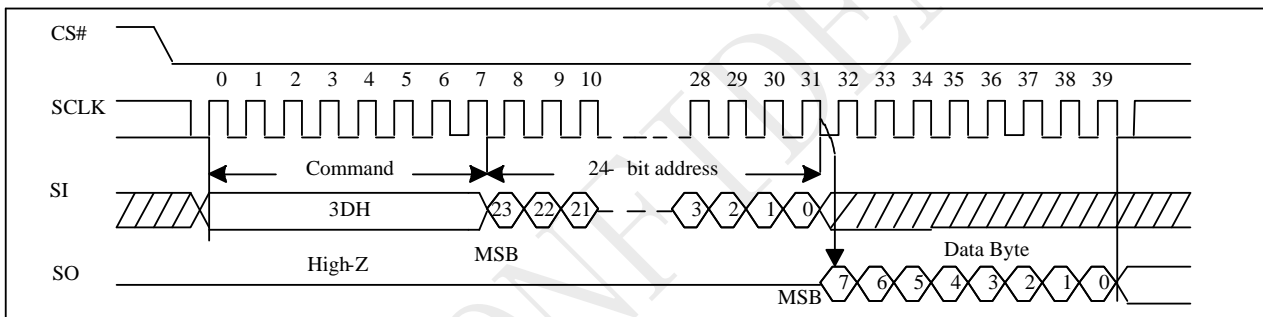 CS#
0 1 2 3 4 5 6 7 8 9 10 28 29 30 31 32 33 34 35 36 37 38 39
SCLK
Command 24- bit address
SI
3DH 23 22 21 3 2 1 0
MSB Data Byte
High-Z
SO
MSB 7 6 5 4 3 2 1 0